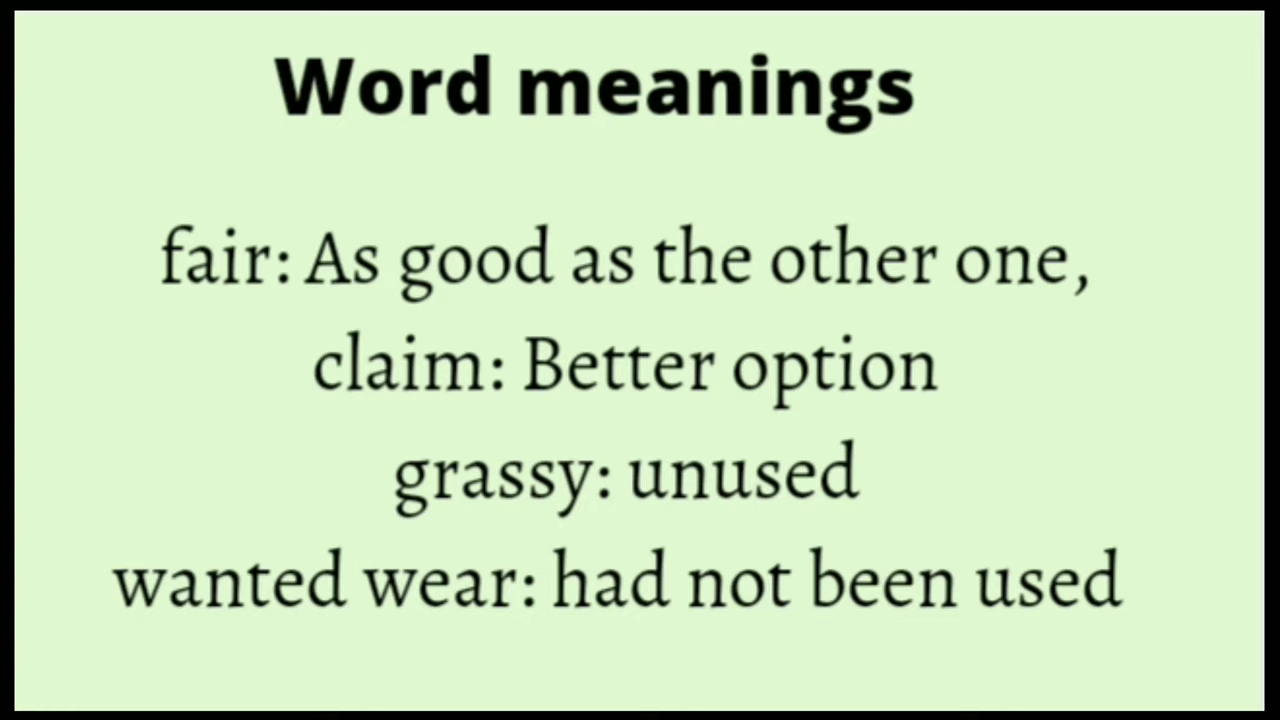 Word meanings
fair: As good as the other one,
claim: Better option
grassy: unused
wanted wear: had not been used